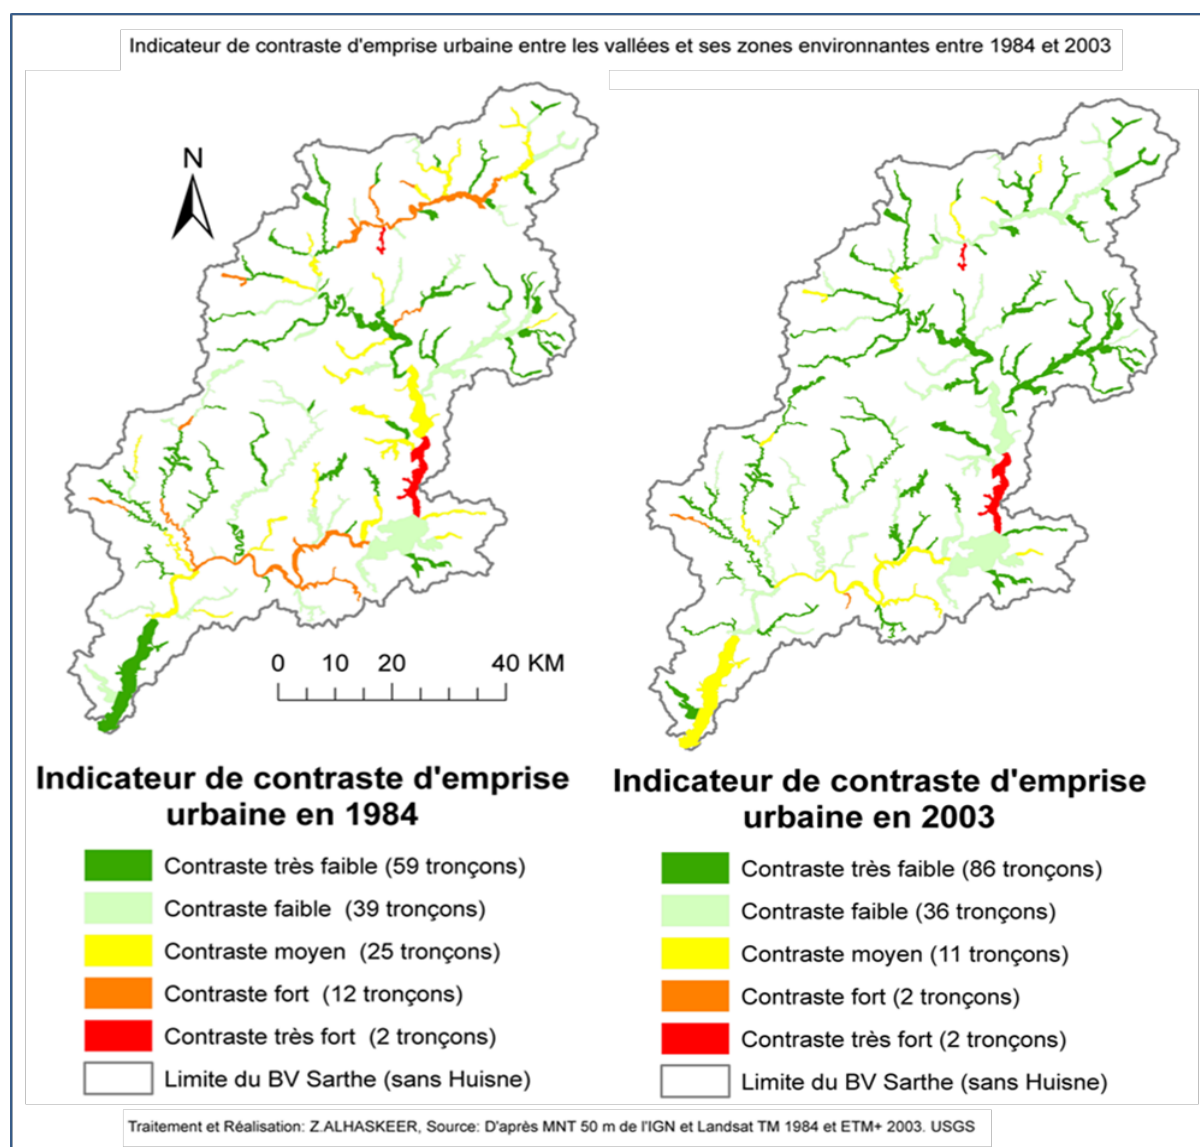 Indicateur de contraste d'emprise urbaine entre les vallées et ses zones environnantes entre 1984 et 2003
N
0 10 20 40 KM
Indicateur de contraste d'emprise
urbaine en 1984
Contraste très faible (59 tronçons)
Contraste faible (39 tronçons)
Contraste moyen (25 tronçons)
Contraste fort (12 tronçons)
Contraste très fort (2 tronçons)
Limite du BV Sarthe (sans Huisne)
Indicateur de contraste d'emprise
urbaine en 2003
Contraste très faible (86 tronçons)
Contraste faible (36 tronçons)
Contraste moyen (11 tronçons)
Contraste fort (2 tronçons)
Contraste très fort (2 tronçons)
Limite du BV Sarthe (sans Huisne)
Traitement et Réalisation: Z.ALHASKEER, Source: D'après MNT 50 m de l'IGN et Landsat TM 1984 et ETM+ 2003. USGS